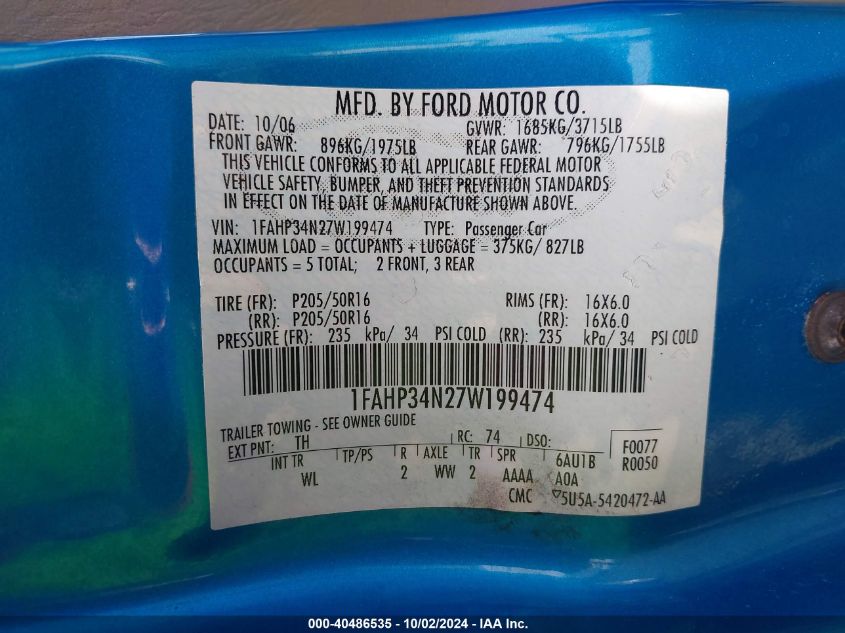 MFD. BY FORD MOTOR CO.
DATE: 10/06 GVWR: 1685KG/3715LB
FRONT GAWR: 896KG/1975LB REAR GAWR: 796KG/1755LB
THIS VEHICLE CONFORMS TO ALL APPLICABLE FEDERAL MOTOR
VEHICLE SAFETY, BUMPER, AND THEFT PREVENTION STANDARDS
IN EFFECT ON THE DATE OF MANUFACTURE SHOWN ABOVE.
VIN: 1FAHP34N27W199474 TYPE: Passenger Car
MAXIMUM LOAD = OCCUPANTS + LUGGAGE = 375KG/ 827LB
OCCUPANTS = 5 TOTAL; 2 FRONT, 3 REAR
TIRE (FR): P205/50R16 RIMS (FR): 16X6.0
(RR): P205/50R16 (RR): 16X6.0
PRESSURE (FR): 235 kPa/ 34 PSI COLD (RR): 235 kPa/ 34 PSI COLD
1FAHP34N27W199474
TRAILER TOWING - SEE OWNER GUIDE
EXT PNT: TH RC: 74 DSO: F0077
INT TR TP/PS R AXLE TR SPR 6AU1B R0050
WL 2 WW 2 AAAA A0A
CMC 5U5A-5420472-AA
000-40486535 - 10/02/2024 - IAA Inc.